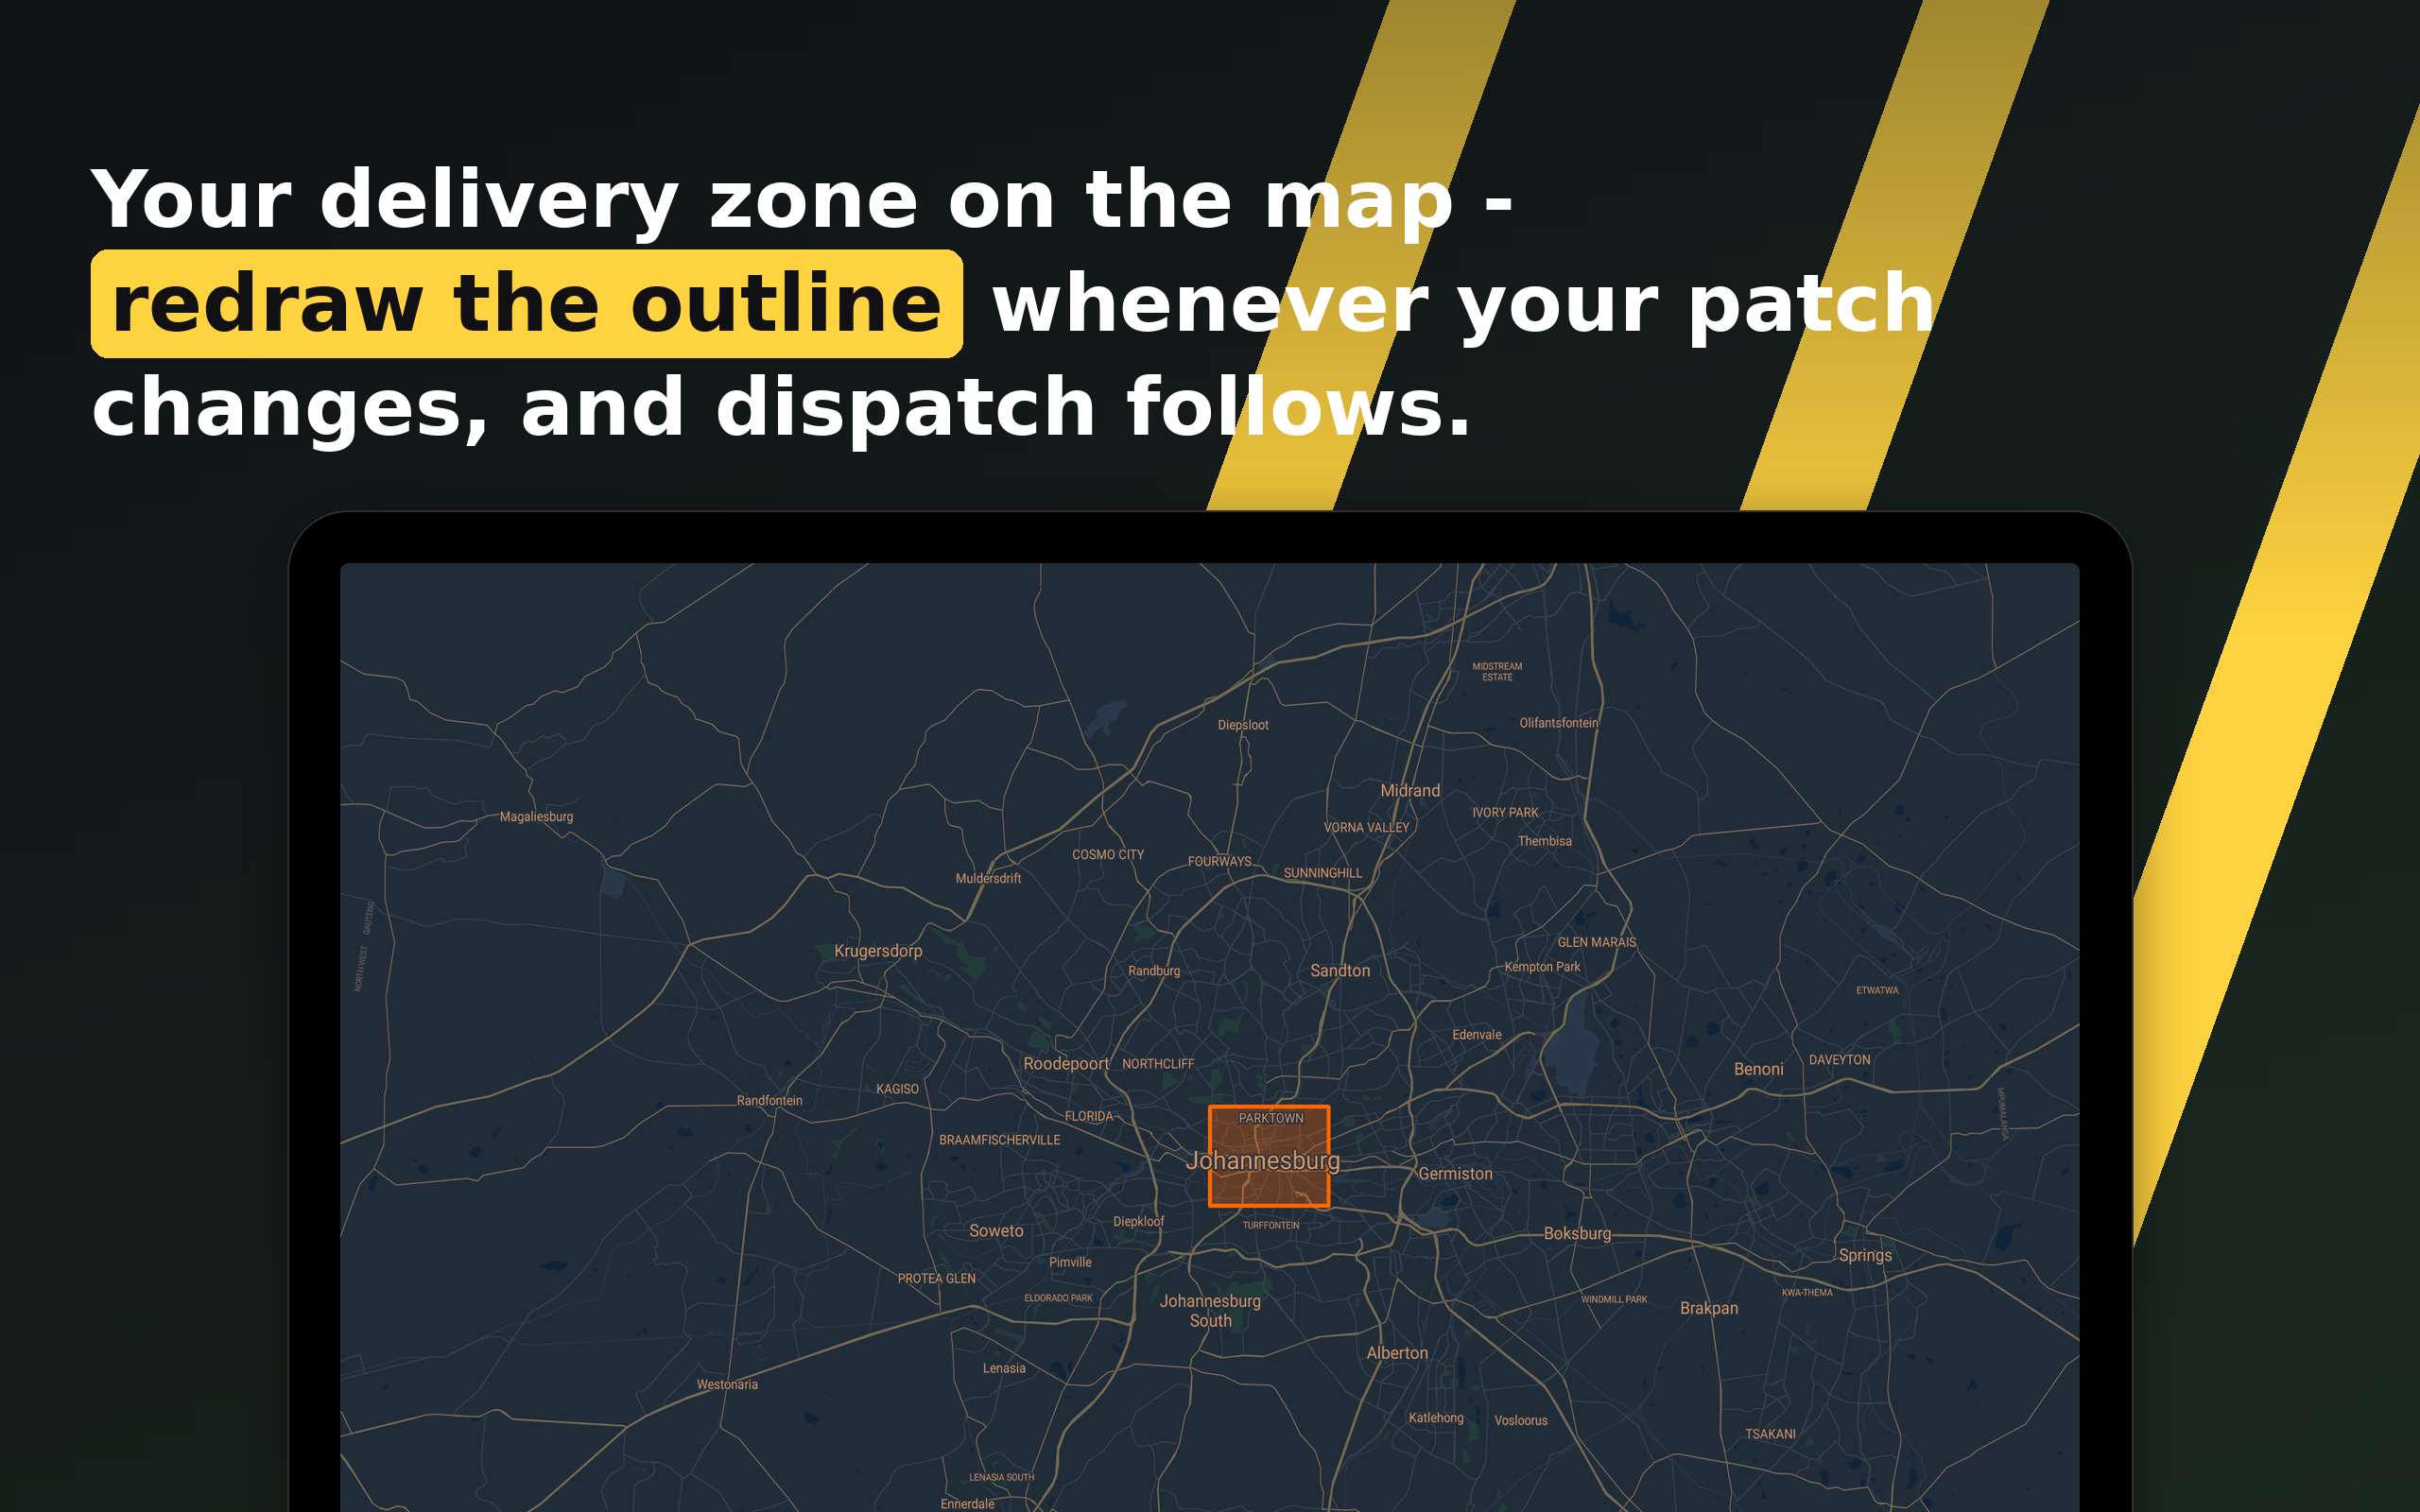 Your delivery zone on the map -
redraw the outline whenever your patch
changes, and dispatch follows.
MIDSTREAM
ESTATE
Diepsloot
Olifantsfontein
Midrand
IVORY PARK
Magaliesburg
VORNA VALLEY
Thembisa
COSMO CITY
FOURWAYS
SUNNINGHILL
Muldersdrift
GAUTENG
NORTH WEST
Krugersdorp
GLEN MARAIS
Randburg
Sandton
Kempton Park
ETWATWA
Edenvale
Roodepoort
NORTHCLIFF
Benoni
DAVEYTON
KAGISO
Randfontein
MPUMALANGA
FLORIDA
PARKTOWN
BRAAMFISCHERVILLE
Johannesburg
Germiston
Soweto
Diepkloof
TURFFONTEIN
Boksburg
Springs
Pimville
PROTEA GLEN
ELDORADO PARK
Johannesburg
South
WINDMILL PARK
Brakpan
KWA-THEMA
Alberton
Lenasia
Westonaria
Katlehong
Vosloorus
TSAKANI
LENASIA SOUTH
Ennerdale